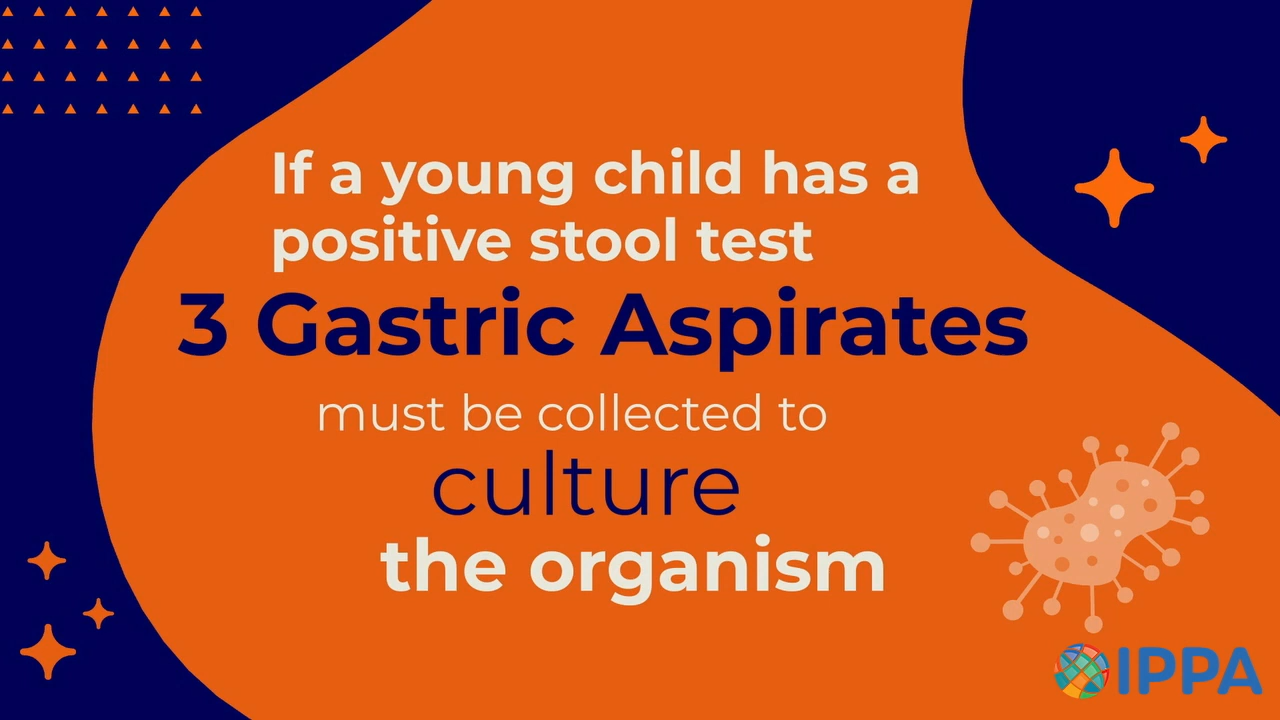 If a young child has a
positive stool test
3 Gastric Aspirates
must be collected to
culture
the organism
IPPA